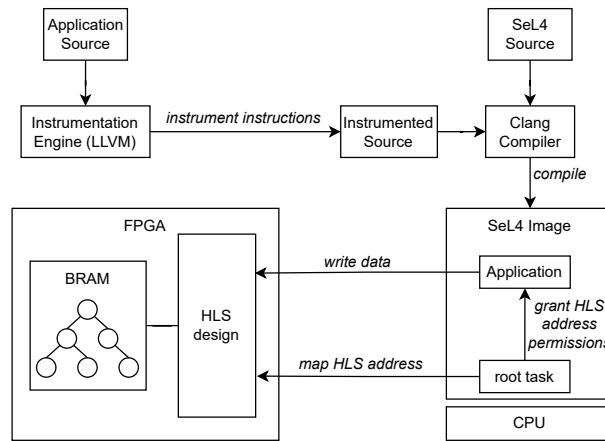 Application
Source
SeL4
Source
Instrumentation
Engine (LLVM)
instrument instructions
Instrumented
Source
Clang
Compiler
compile
FPGA
SeL4 Image
BRAM
HLS
design
write data
Application
grant HLS
address
permissions
map HLS address
root task
CPU